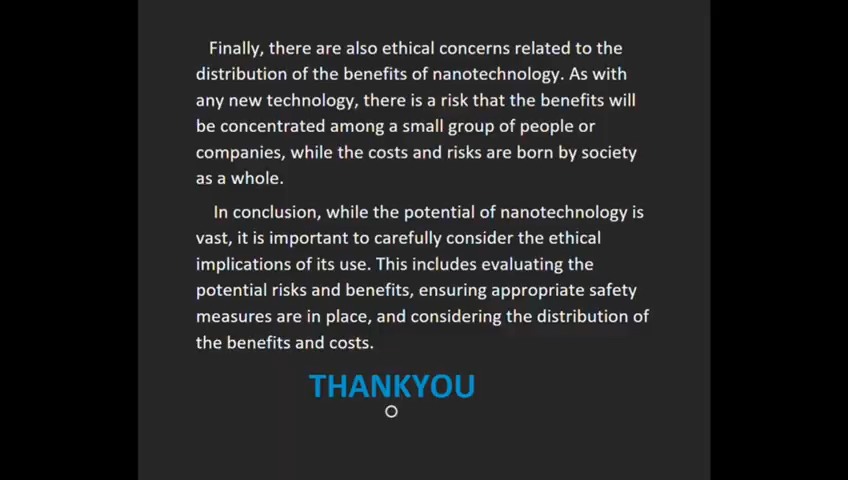 Finally, there are also ethical concerns related to the
distribution of the benefits of nanotechnology. As with
any new technology, there is a risk that the benefits will
be concentrated among a small group of people or
companies, while the costs and risks are born by society
as a whole.
In conclusion, while the potential of nanotechnology is
vast, it is important to carefully consider the ethical
implications of its use. This includes evaluating the
potential risks and benefits, ensuring appropriate safety
measures are in place, and considering the distribution of
the benefits and costs.
THANKYOU